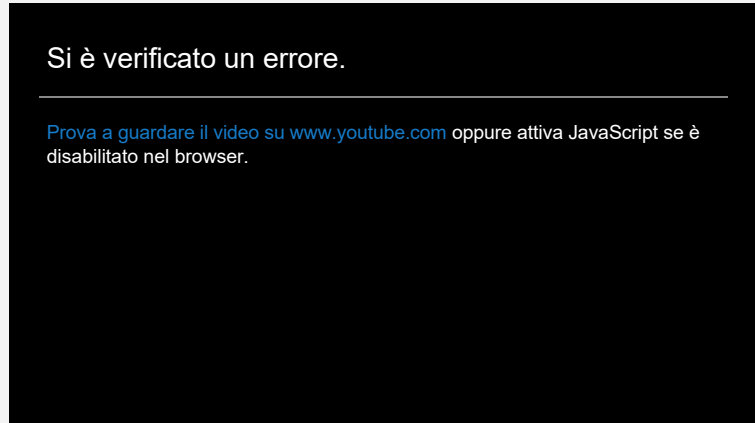 Si è verificato un errore.
Prova a guardare il video su www.youtube.com oppure attiva JavaScript se è
disabilitato nel browser.